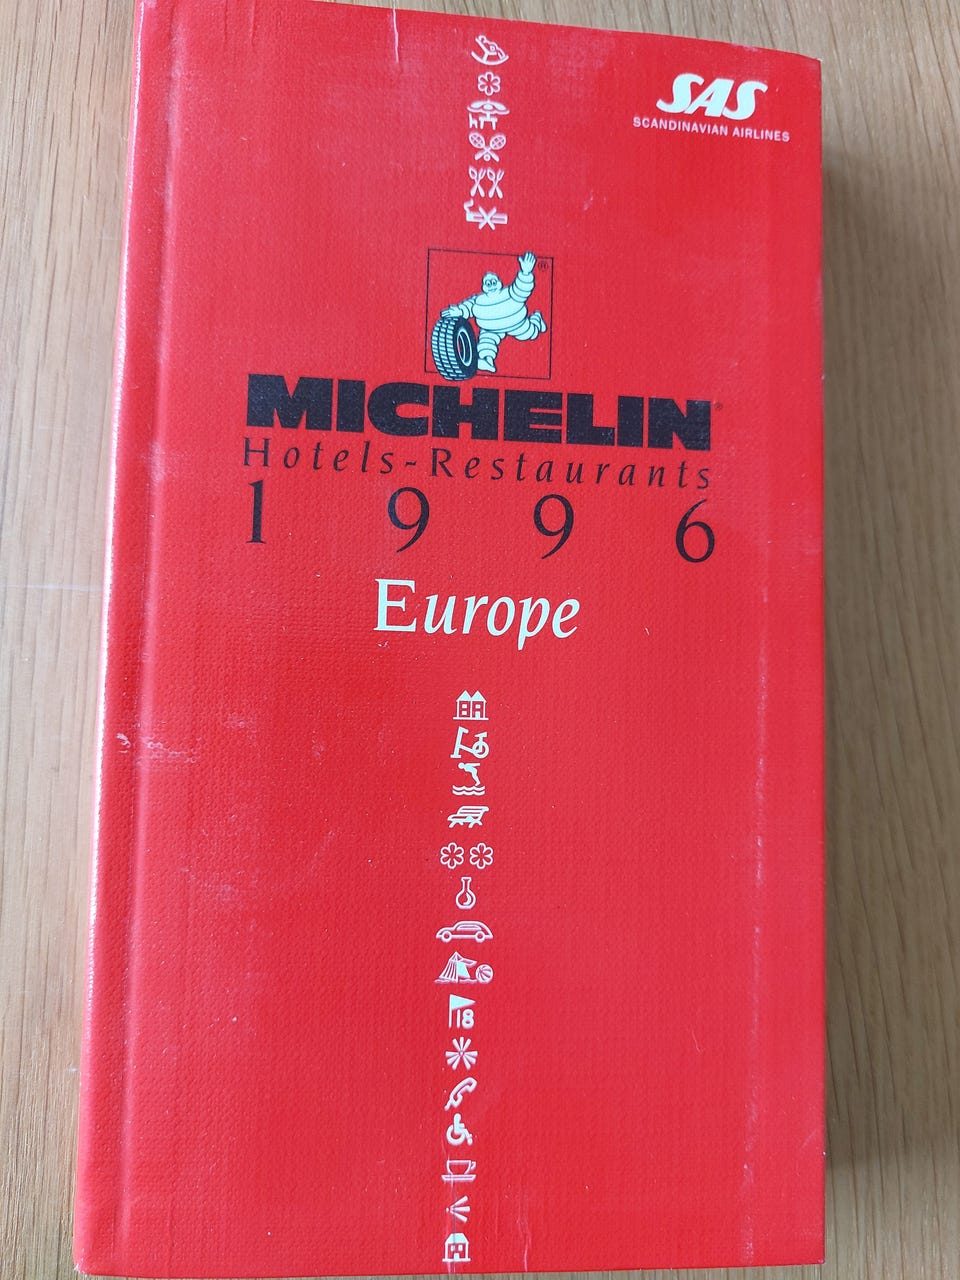 SAS
SCANDINAVIAN AIRLINES
®
MICHELIN®
Hotels-Restaurants
1996
Europe
18